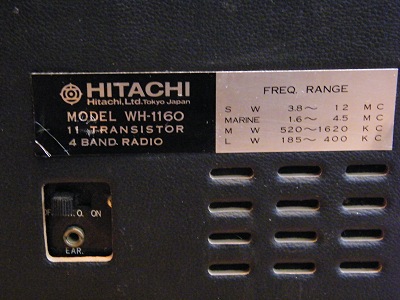 HITACHI
Hitachi, Ltd. Tokyo Japan
MODEL WH-1160
11 TRANSISTOR
4 BAND. RADIO
FREQ. RANGE
S W 3.8~ 12 MC
MARINE 1.6~ 4.5 MC
M W 520~1620 KC
L W 185~ 400 KC
ON
EAR.